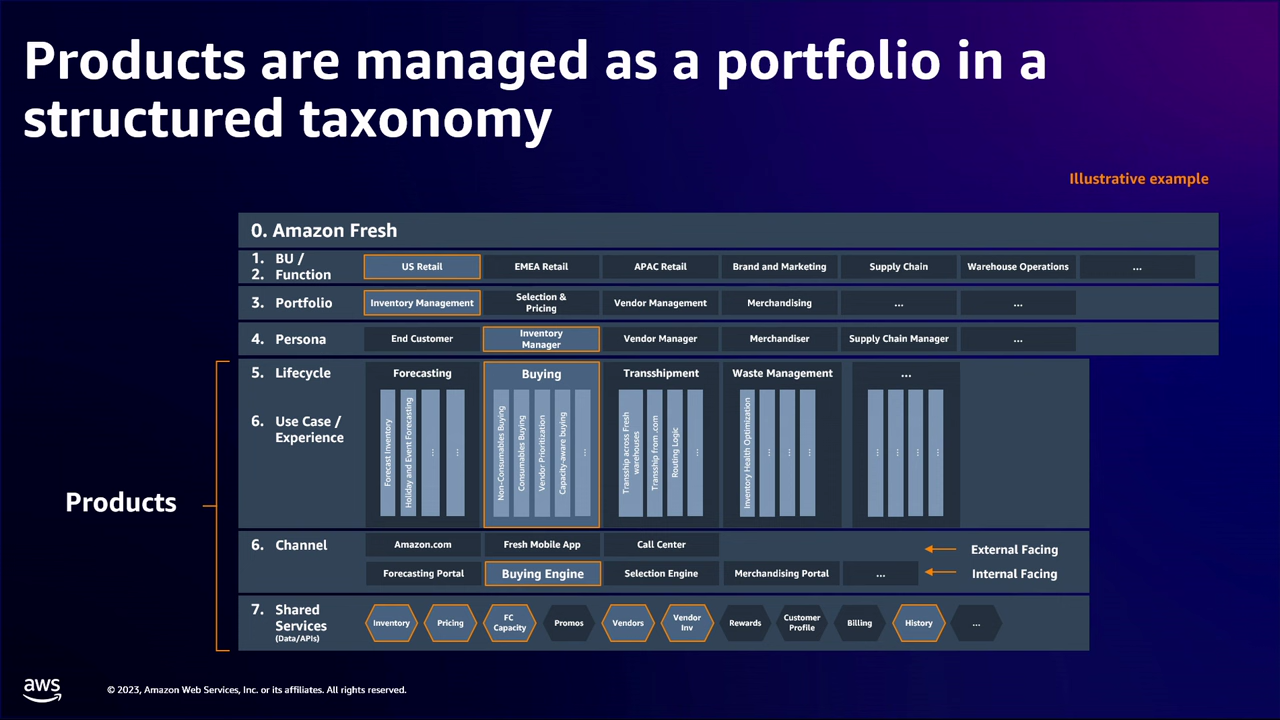 Products are managed as a portfolio in a
structured taxonomy
Illustrative example
0. Amazon Fresh
1. BU /
2. Function
US Retail
EMEA Retail
APAC Retail
Brand and Marketing
Supply Chain
Warehouse Operations
...
3. Portfolio
Inventory Management
Selection &
Pricing
Vendor Management
Merchandising
...
...
4. Persona
End Customer
Inventory
Manager
Vendor Manager
Merchandiser
Supply Chain Manager
...
Products
5. Lifecycle
Forecasting
Buying
Transshipment
Waste Management
...
6. Use Case /
Experience
Forecast Inventory
Holiday and Event Forecasting
...
...
Non-Consumables Buying
Consumables Buying
Vendor Prioritization
Capacity-aware buying
...
Transship across Fresh
warehouses
Transship from .com
Routing Logic
...
Inventory Health Optimization
...
...
...
...
...
...
...
6. Channel
Amazon.com
Fresh Mobile App
Call Center
External Facing
Forecasting Portal
Buying Engine
Selection Engine
Merchandising Portal
...
Internal Facing
7. Shared
Services
(Data/APIs)
Inventory
Pricing
FC
Capacity
Promos
Vendors
Vendor
Inv
Rewards
Customer
Profile
Billing
History
...
aws
© 2023, Amazon Web Services, Inc. or its affiliates. All rights reserved.